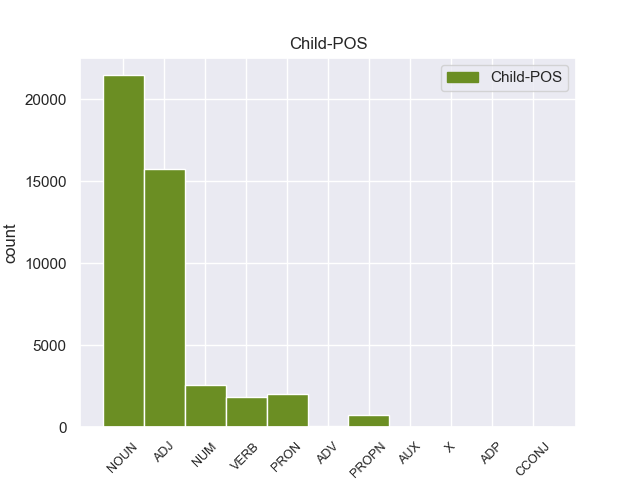 Child-POS
Child-POS
count
20000
15000
10000
5000
0
NOUN
ADJ
NUM
VERB
PRON
ADV
PROPN
AUX
X
ADP
CCONJ